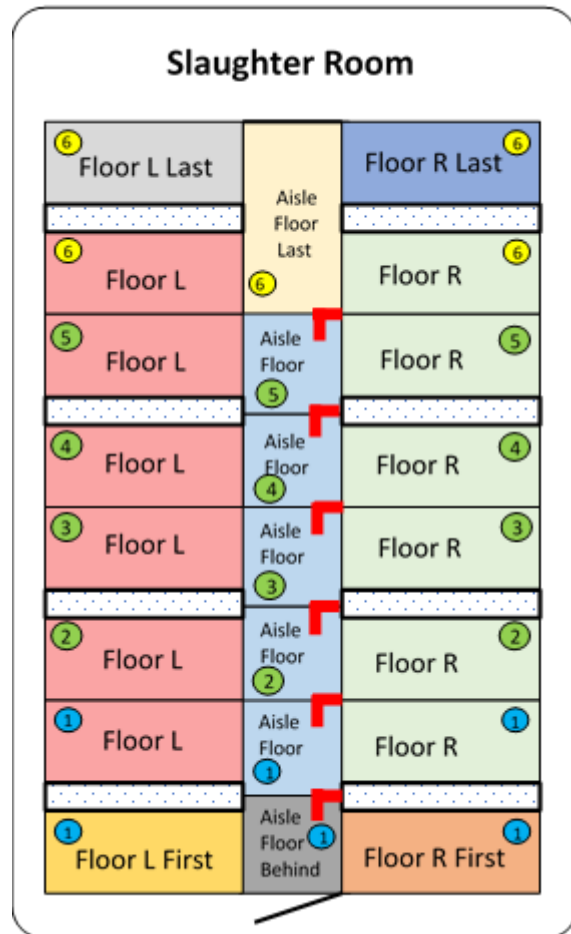 Slaughter Room
6
Floor L Last
Aisle
Floor
Last
6
6
Floor R Last
6
Floor L
6
Floor R
5
Floor L
Aisle
Floor
5
5
Floor R
4
Floor L
Aisle
Floor
4
4
Floor R
3
Floor L
Aisle
Floor
3
3
Floor R
2
Floor L
Aisle
Floor
2
2
Floor R
1
Floor L
Aisle
Floor
1
1
Floor R
1
Floor L First
Aisle
Floor
Behind
1
1
Floor R First